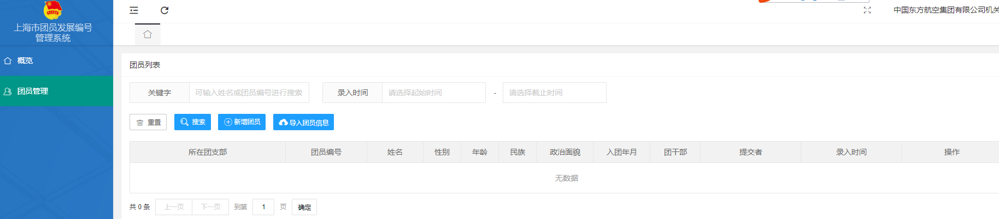 上海市团员发展编号
管理系统
中国东方航空集团有限公司机关
概览
团员管理
团员列表
关键字 可输入姓名或团员编号进行搜索 录入时间 请选择起始时间 - 请选择截止时间
重置 搜索 新增团员 导入团员信息
所在团支部 团员编号 姓名 性别 年龄 民族 政治面貌 入团年月 团干部 提交者 录入时间 操作
无数据
共 0 条 上一页 下一页 到第 1 页 确定